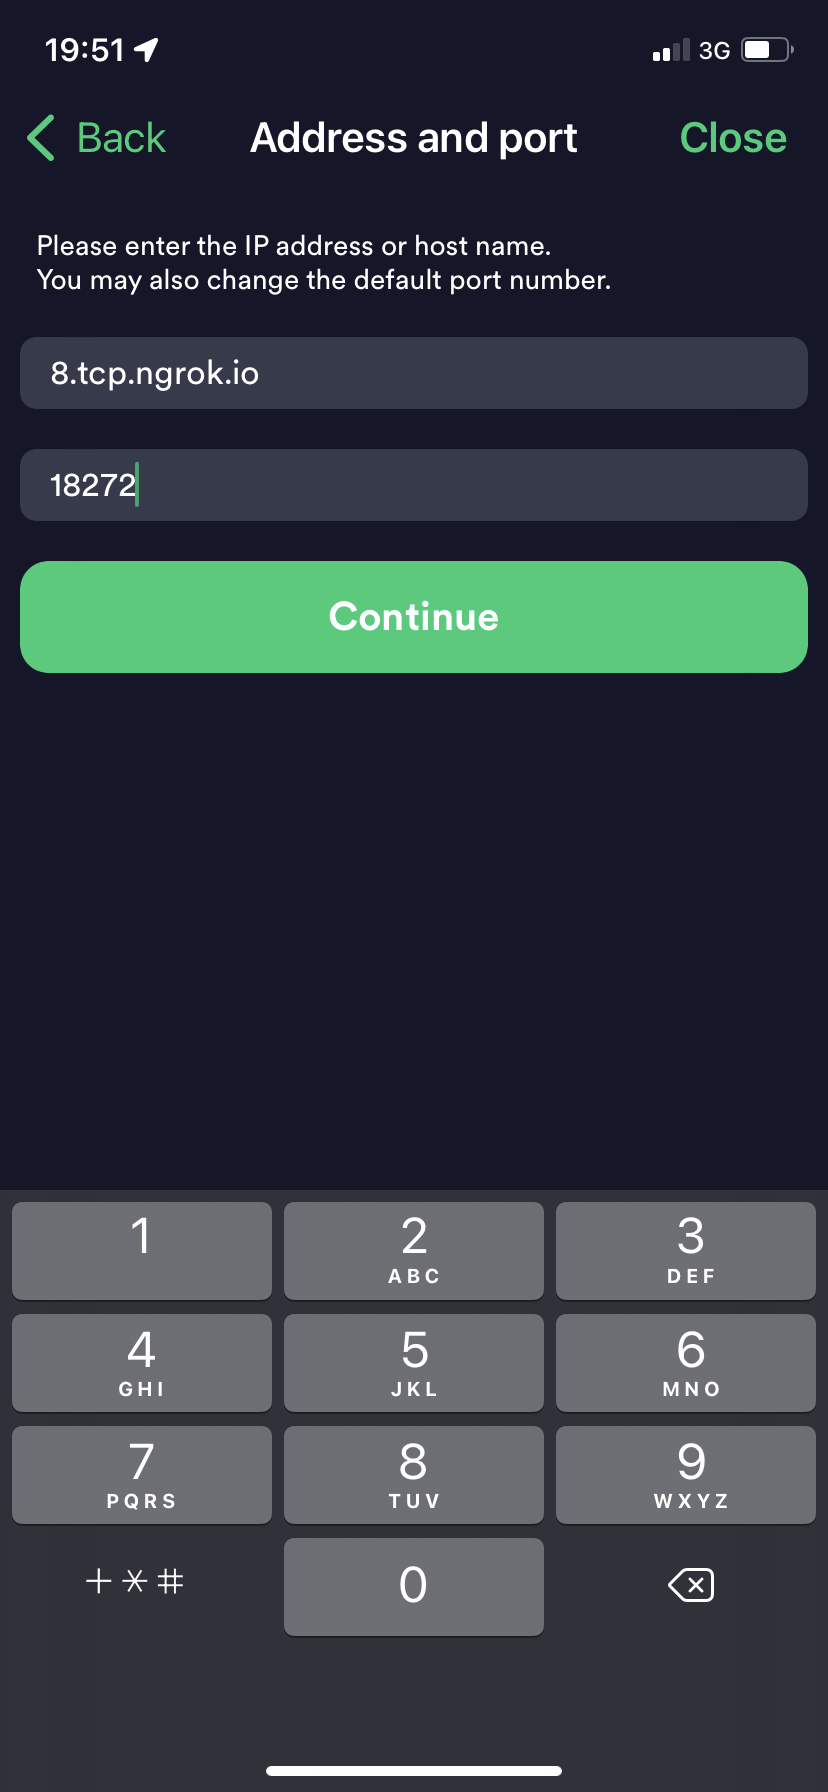 19:51
3G
Back
Address and port
Close
Please enter the IP address or host name.
You may also change the default port number.
8.tcp.ngrok.io
18272
Continue
1
2
ABC
3
DEF
4
GHI
5
JKL
6
MNO
7
PQRS
8
TUV
9
WXYZ
+*#
0